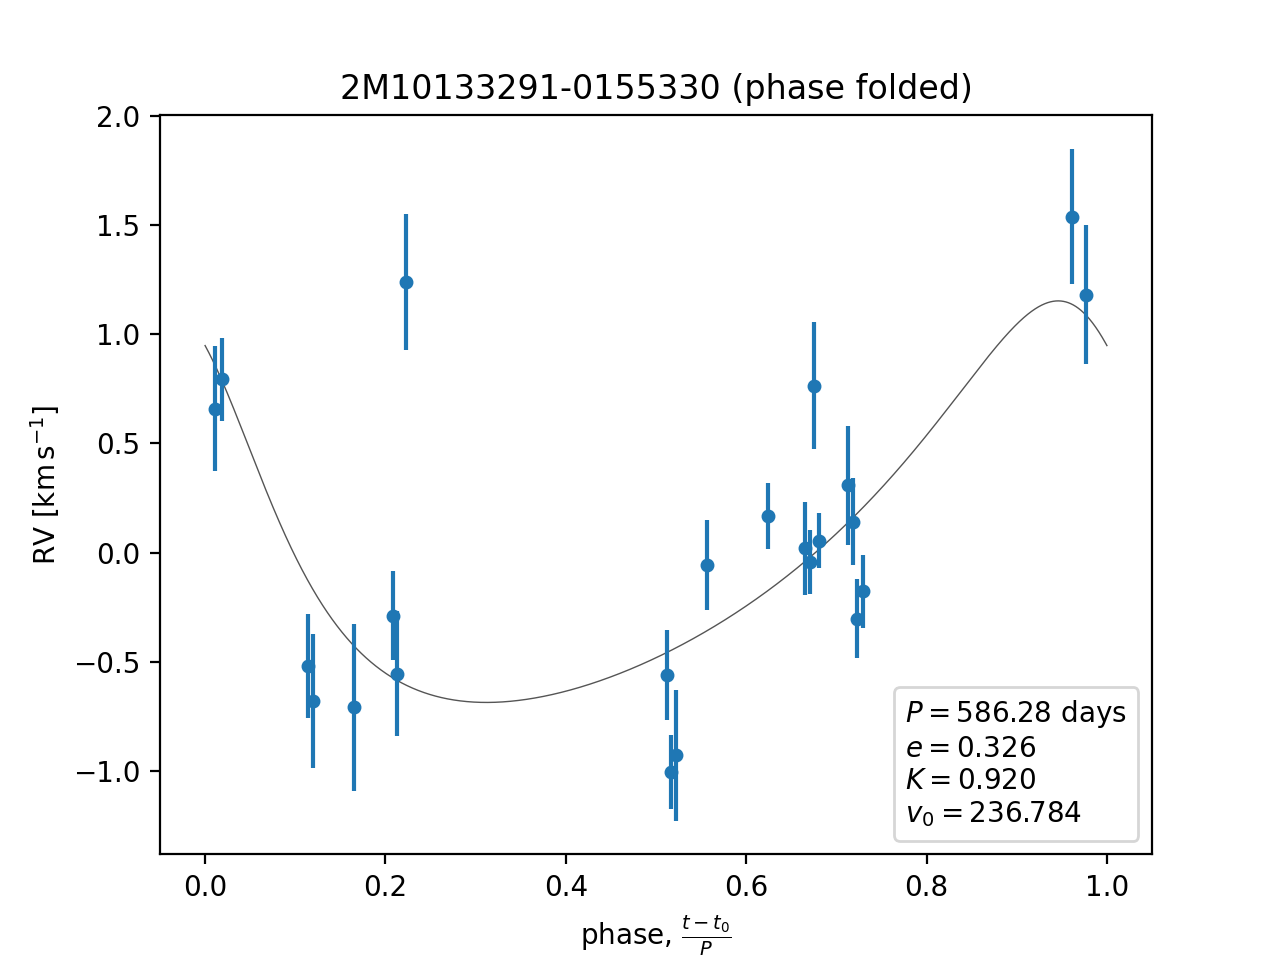 2M10133291-0155330 (phase folded)
RV [km s⁻¹]
2.0
1.5
1.0
0.5
0.0
−0.5
−1.0
P = 586.28 days
e = 0.326
K = 0.920
v₀ = 236.784
0.0 0.2 0.4 0.6 0.8 1.0
phase, (t − t₀)/P